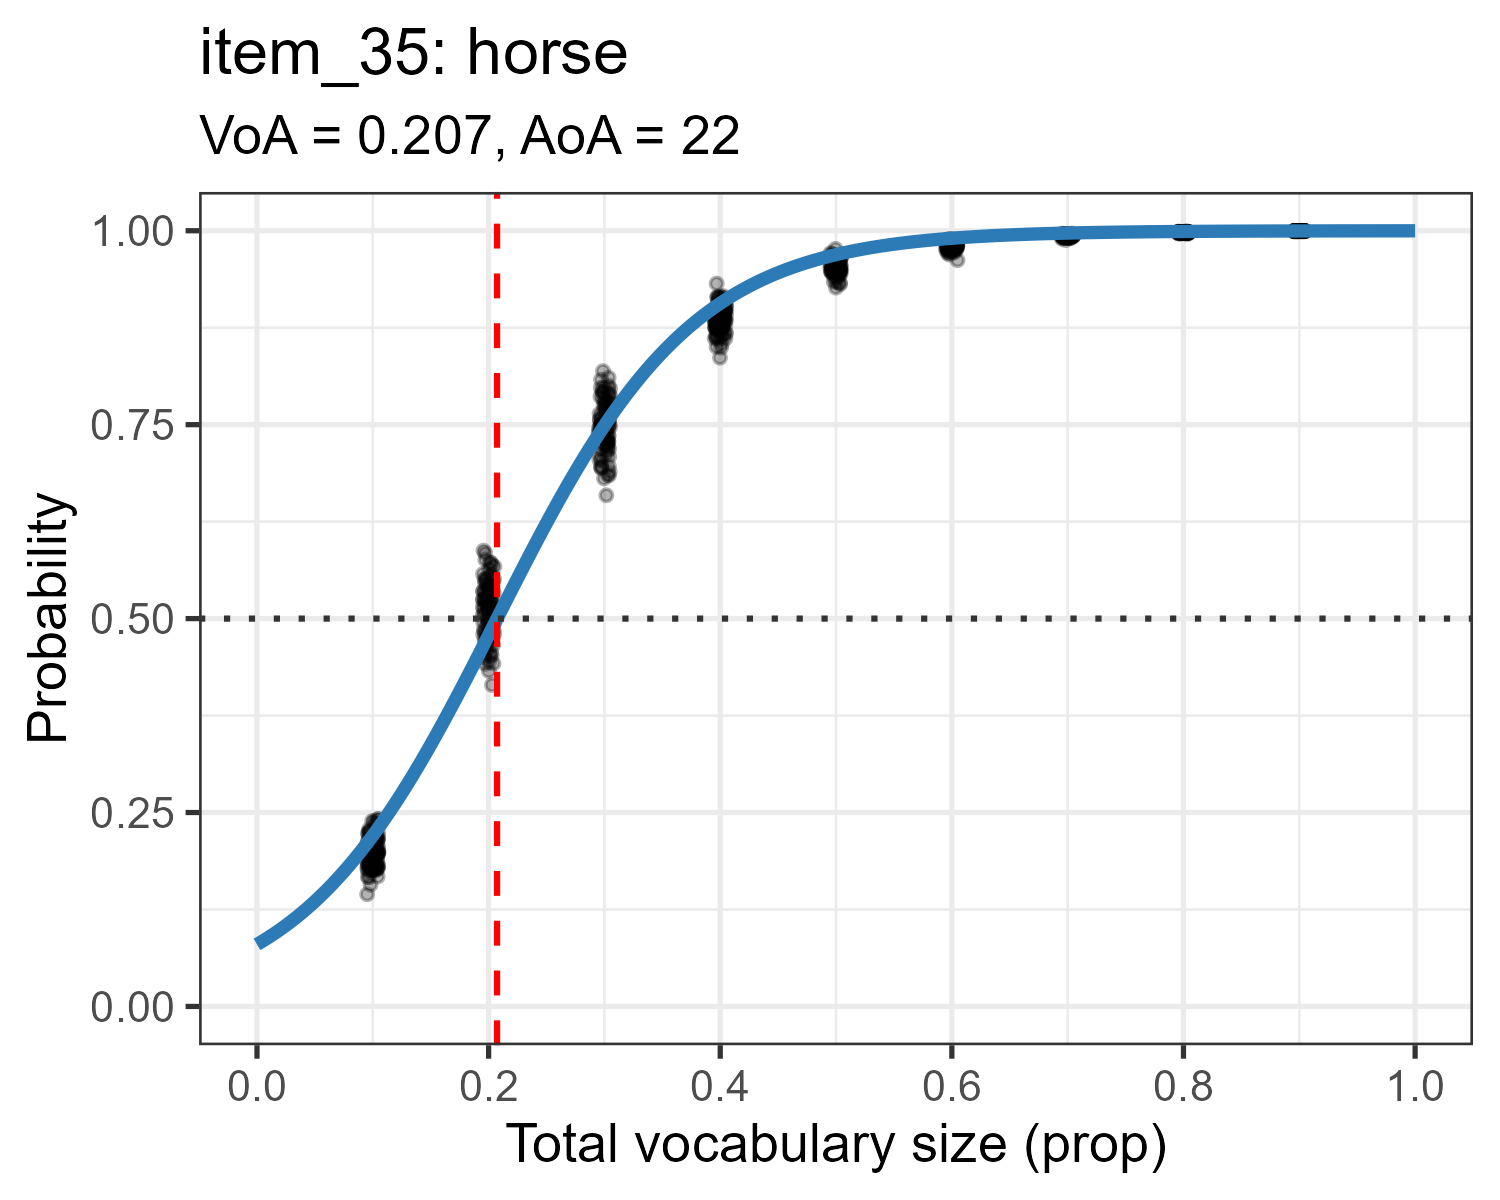 item_35: horse
VoA = 0.207, AoA = 22
1.00
0.75
0.50
0.25
0.00
Probability
0.0 0.2 0.4 0.6 0.8 1.0
Total vocabulary size (prop)